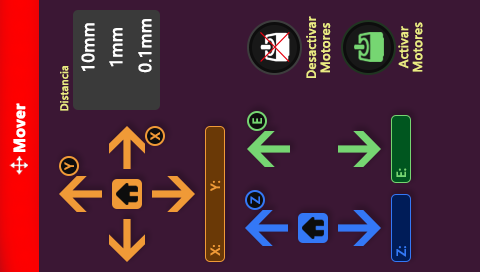 Mover
Distancia
10mm
1mm
0.1mm
Y
X
X: Y:
Desactivar
Motores
Activar
Motores
E
Z
E:
Z: